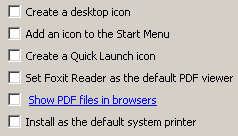 Create a desktop icon
Add an icon to the Start Menu
Create a Quick Launch icon
Set Foxit Reader as the default PDF viewer
Show PDF files in browsers
Install as the default system printer